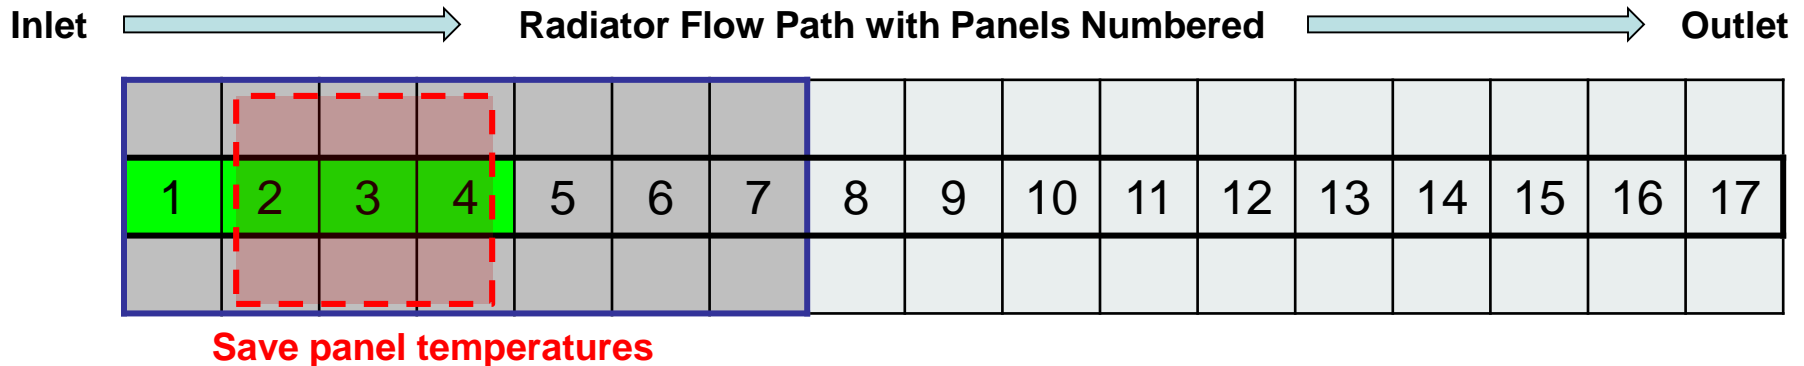 Inlet Radiator Flow Path with Panels Numbered Outlet
1 2 3 4 5 6 7 8 9 10 11 12 13 14 15 16 17
Save panel temperatures